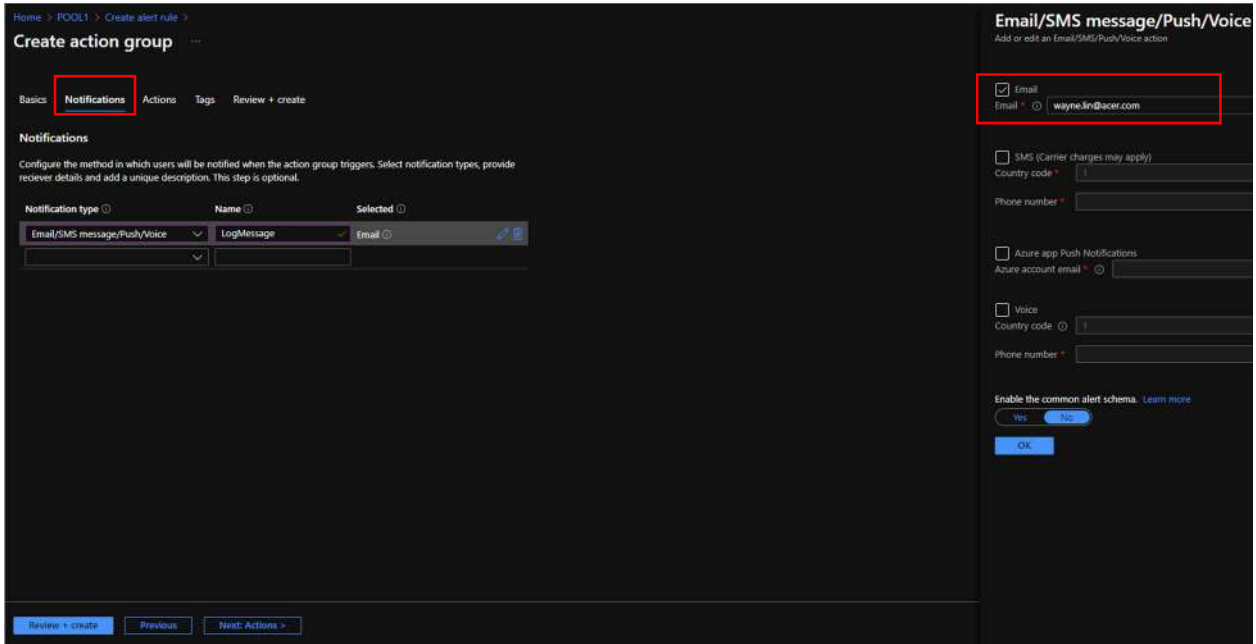 Home > POOL1 > Create alert rule >
Create action group ...
Basics Notifications Actions Tags Review + create
Notifications
Configure the method in which users will be notified when the action group triggers. Select notification types, provide
reciever details and add a unique description. This step is optional.
Notification type Name Selected
Email/SMS message/Push/Voice LogMessage Email
Review + create Previous Next: Actions >
Email/SMS message/Push/Voice
Add or edit an Email/SMS/Push/Voice action
Email
Email * wayne.lin@acer.com
SMS (Carrier charges may apply)
Country code * 1
Phone number *
Azure app Push Notifications
Azure account email *
Voice
Country code 1
Phone number *
Enable the common alert schema. Learn more
Yes No
OK